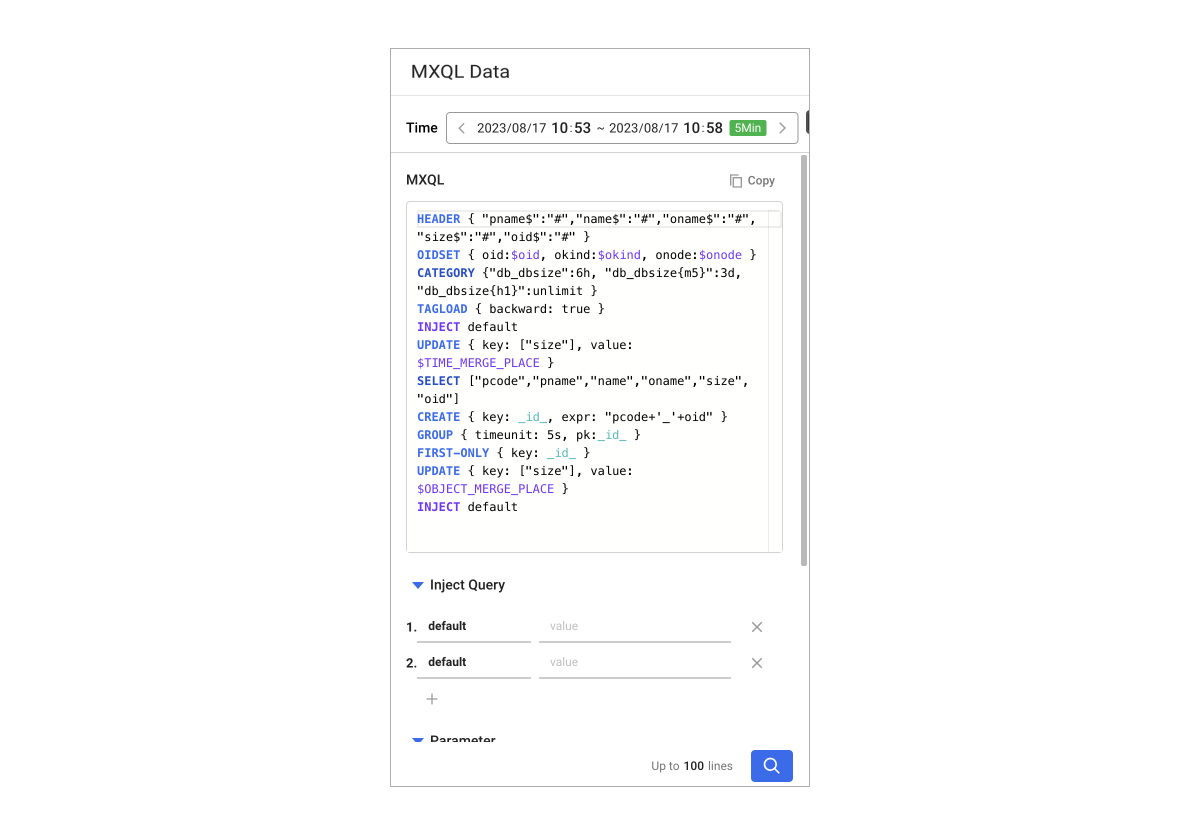 MXQL Data
Time 2023/08/17 10:53 ~ 2023/08/17 10:58 5Min
MXQL Copy
HEADER { "pname$":"#","name$":"#","oname$":"#",
"size$":"#","oid$":"#" }
OIDSET { oid:$oid, okind:$okind, onode:$onode }
CATEGORY {"db_dbsize":6h, "db_dbsize{m5}":3d,
"db_dbsize{h1}":unlimit }
TAGLOAD { backward: true }
INJECT default
UPDATE { key: ["size"], value:
$TIME_MERGE_PLACE }
SELECT ["pcode","pname","name","oname","size",
"oid"]
CREATE { key: _id_, expr: "pcode+'_'+oid" }
GROUP { timeunit: 5s, pk:_id_ }
FIRST-ONLY { key: _id_ }
UPDATE { key: ["size"], value:
$OBJECT_MERGE_PLACE }
INJECT default
Inject Query
1. default value
2. default value
Parameter
Up to 100 lines